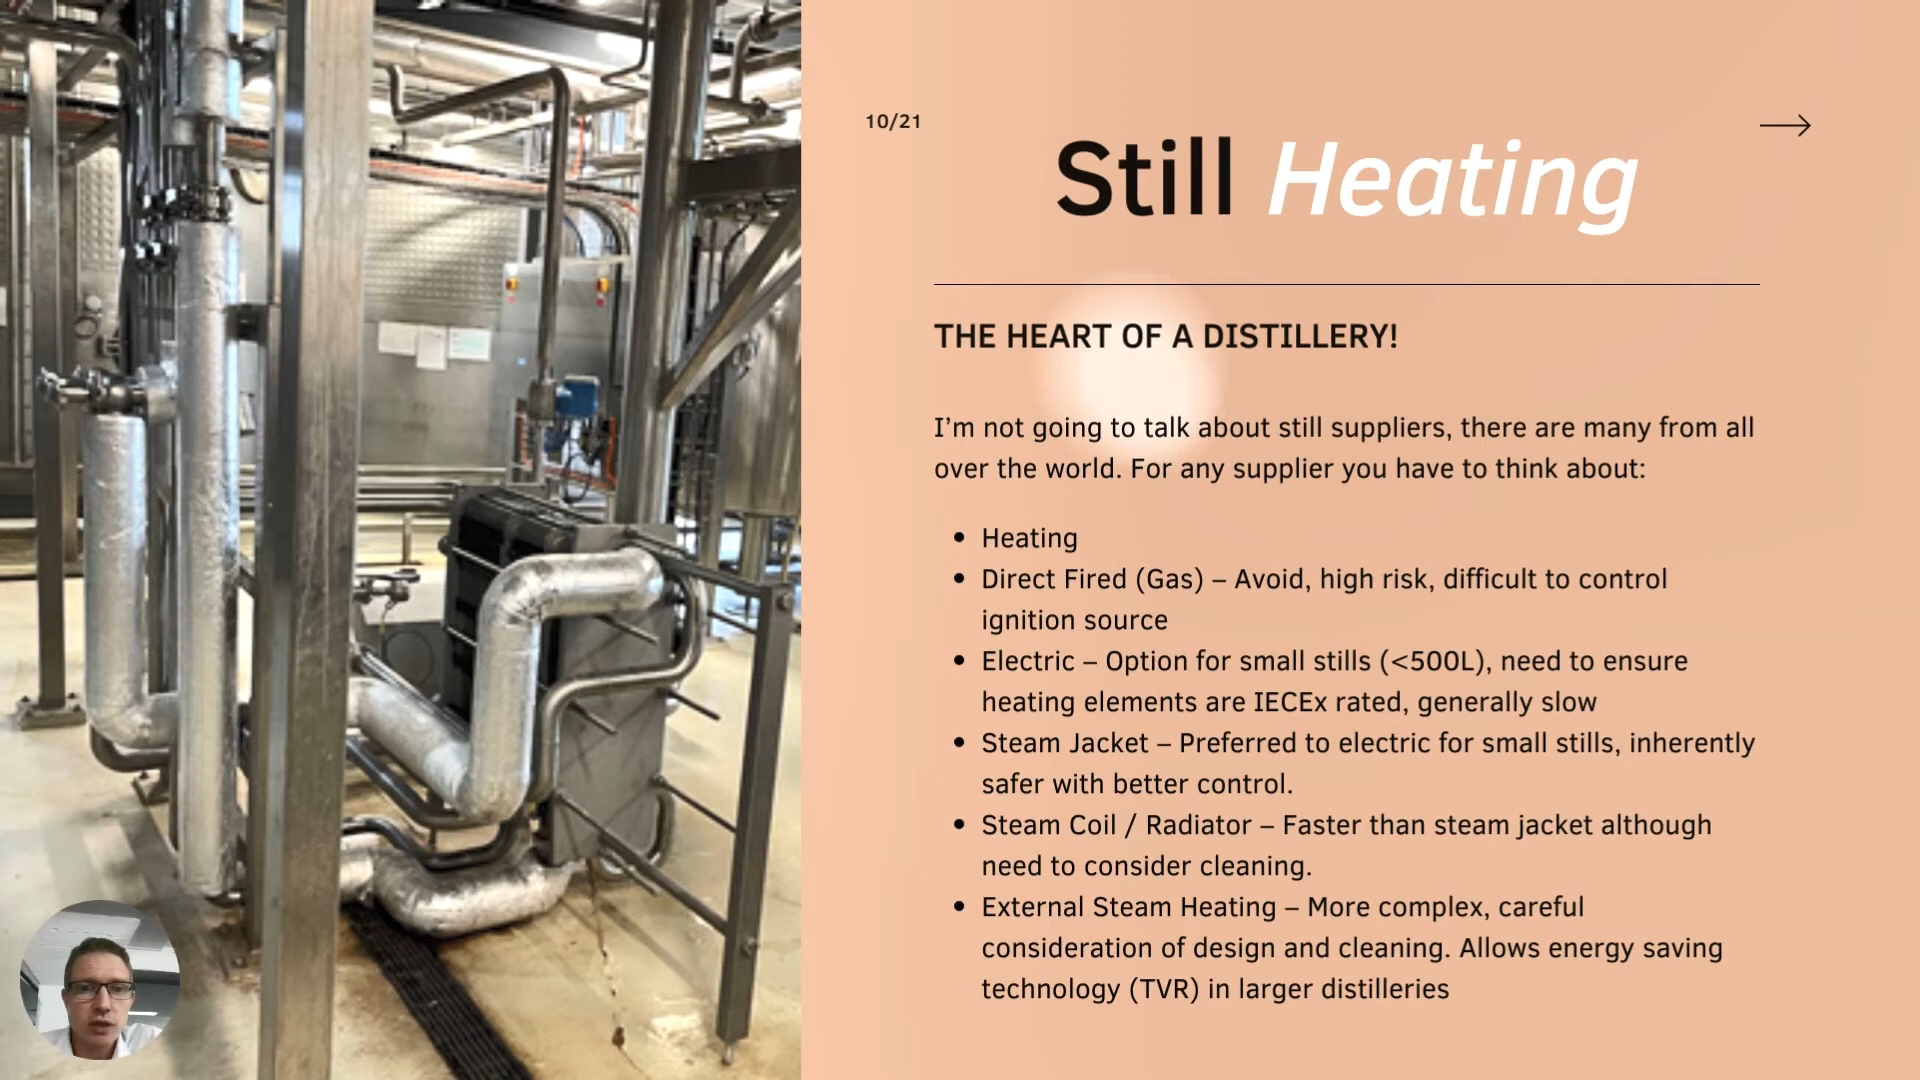 10/21
Still Heating
THE HEART OF A DISTILLERY!
I’m not going to talk about still suppliers, there are many from all
over the world. For any supplier you have to think about:
• Heating
• Direct Fired (Gas) – Avoid, high risk, difficult to control
ignition source
• Electric – Option for small stills (<500L), need to ensure
heating elements are IECEx rated, generally slow
• Steam Jacket – Preferred to electric for small stills, inherently
safer with better control.
• Steam Coil / Radiator – Faster than steam jacket although
need to consider cleaning.
• External Steam Heating – More complex, careful
consideration of design and cleaning. Allows energy saving
technology (TVR) in larger distilleries